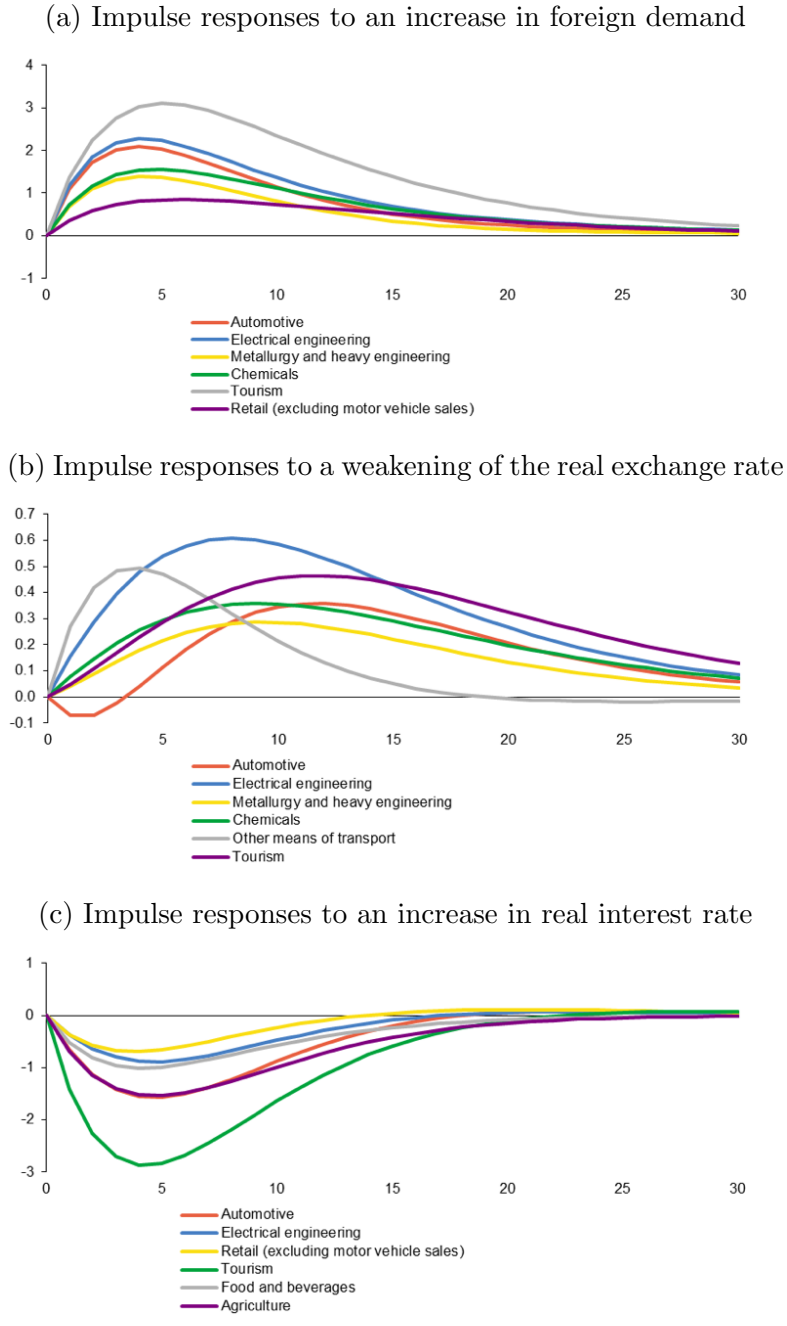 (a) Impulse responses to an increase in foreign demand
4
3
2
1
0
-1
0 5 10 15 20 25 30
Automotive
Electrical engineering
Metallurgy and heavy engineering
Chemicals
Tourism
Retail (excluding motor vehicle sales)
(b) Impulse responses to a weakening of the real exchange rate
0.7
0.6
0.5
0.4
0.3
0.2
0.1
0.0
-0.1
0 5 10 15 20 25 30
Automotive
Electrical engineering
Metallurgy and heavy engineering
Chemicals
Other means of transport
Tourism
(c) Impulse responses to an increase in real interest rate
1
0
-1
-2
-3
0 5 10 15 20 25 30
Automotive
Electrical engineering
Retail (excluding motor vehicle sales)
Tourism
Food and beverages
Agriculture